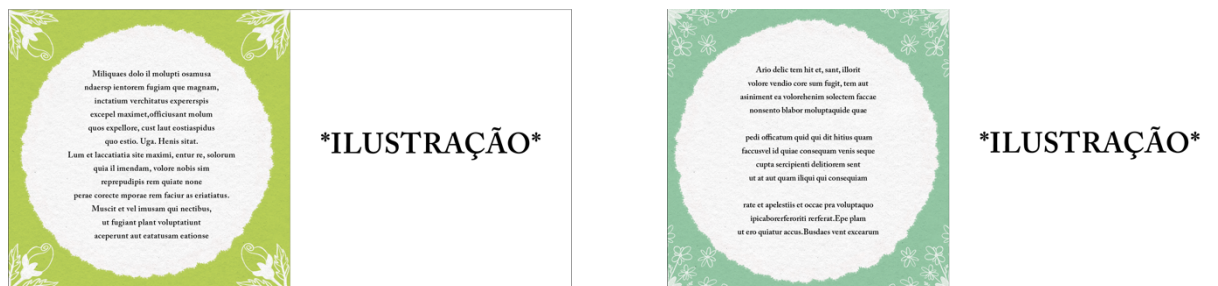 Miliquaes dolo il molupti osamusa
ndaersp ientorem fugiam que magnam,
inctatium verchitatus expererspis
excepel maximet,officiusant molum
quos expellore, cust laut eostiaspidus
quo estio. Uga. Henis sitat.
Lum et laccatiatia site maximi, entur re, solorum
quia il imendam, volore nobis sim
reprepudipis rem quiate none
perae corecte mporae rem faciur as eriatiatus.
Muscit et vel imusam qui nectibus,
ut fugiant plant voluptatiunt
aceperunt aut eatatusam eationse
*ILUSTRAÇÃO*
Ario delic tem hit et, sant, illorit
volore vendio core sum fugit, tem aut
asiniment ea volorehenim solectem faccae
nonsento blabor moluptaquide quae
pedi officatum quid qui dit hitius quam
faccusvel id quiae consequam venis seque
cupta sercipienti delitiorem sent
ut at aut quam iliqui qui consequiam
rate et apelestiis et occae pra voluptaquo
ipicaborerferoriti rerferat.Epe plam
ut ero quiatur accus.Busdaes vent excearum
*ILUSTRAÇÃO*